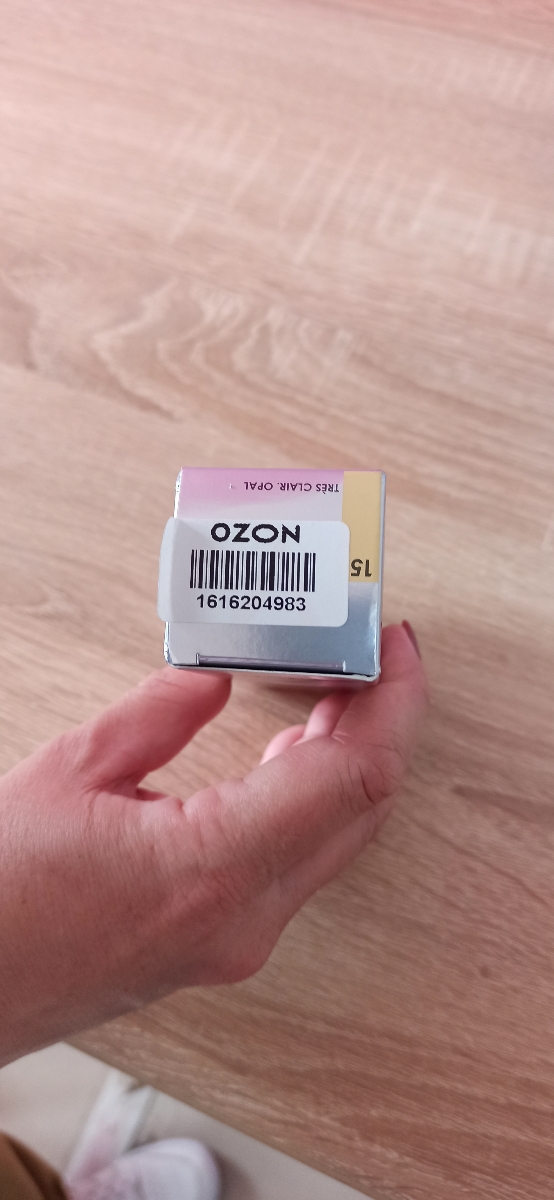 TRÈS CLAIR. OPAL
15
OZON
1616204983